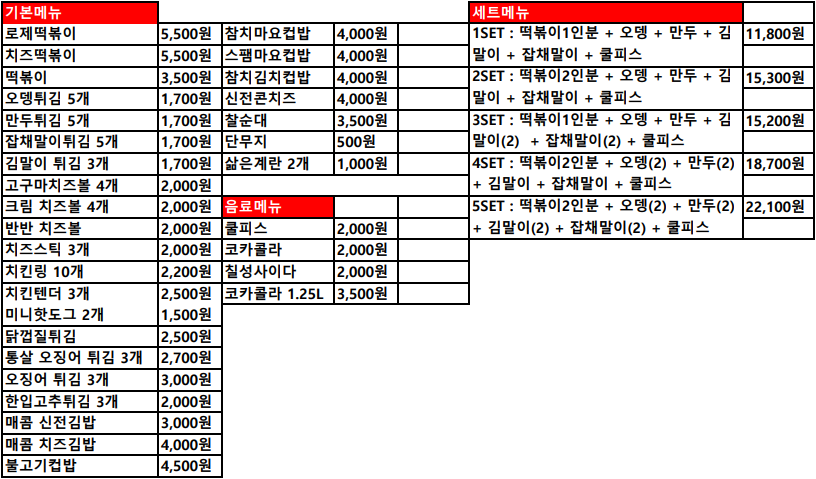 기본메뉴
로제떡볶이 5,500원
치즈떡볶이 5,500원
떡볶이 3,500원
오뎅튀김 5개 1,700원
만두튀김 5개 1,700원
잡채말이튀김 5개 1,700원
김말이 튀김 3개 1,700원
고구마치즈볼 4개 2,000원
크림 치즈볼 4개 2,000원
반반 치즈볼 2,000원
치즈스틱 3개 2,000원
치킨링 10개 2,200원
치킨텐더 3개 2,500원
미니핫도그 2개 1,500원
닭껍질튀김 2,500원
통살 오징어 튀김 3개 2,700원
오징어 튀김 3개 3,000원
한입고추튀김 3개 2,000원
매콤 신전김밥 3,000원
매콤 치즈김밥 4,000원
불고기컵밥 4,500원
참치마요컵밥 4,000원
스팸마요컵밥 4,000원
참치김치컵밥 4,000원
신전콘치즈 4,000원
찰순대 3,500원
단무지 500원
삶은계란 2개 1,000원
음료메뉴
쿨피스 2,000원
코카콜라 2,000원
칠성사이다 2,000원
코카콜라 1.25L 3,500원
세트메뉴
1SET : 떡볶이1인분 + 오뎅 + 만두 + 김 11,800원
말이 + 잡채말이 + 쿨피스
2SET : 떡볶이2인분 + 오뎅 + 만두 + 김 15,300원
말이 + 잡채말이 + 쿨피스
3SET : 떡볶이1인분 + 오뎅 + 만두 + 김 15,200원
말이(2) + 잡채말이(2) + 쿨피스
4SET : 떡볶이2인분 + 오뎅(2) + 만두(2) 18,700원
+ 김말이 + 잡채말이 + 쿨피스
5SET : 떡볶이2인분 + 오뎅(2) + 만두(2) 22,100원
+ 김말이(2) + 잡채말이(2) + 쿨피스